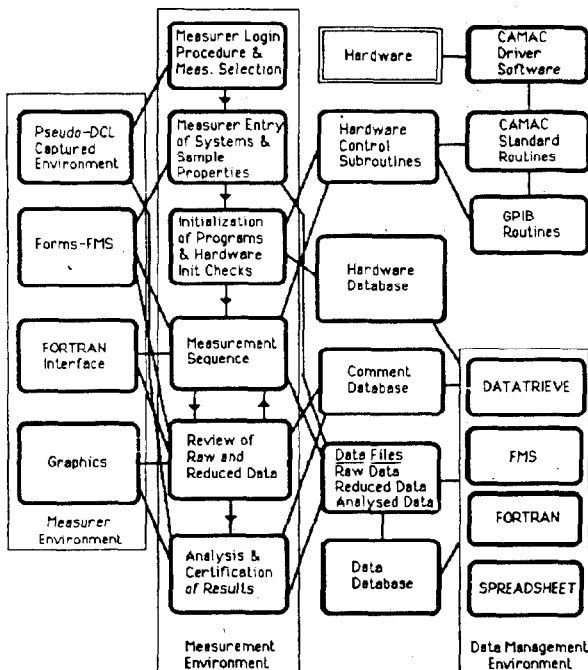 Measurer Login
Procedure &
Meas. Selection
Hardware
CAMAC
Driver
Software
Pseudo-DCL
Captured
Environment
Measurer Entry
of Systems &
Sample
Properties
Hardware
Control
Subroutines
CAMAC
Standard
Routines
Forms-FMS
Initialization
of Programs
& Hardware
Init Checks
GPIB
Routines
Hardware
Database
FORTRAN
Interface
Measurement
Sequence
Comment
Database
DATATRIEVE
Graphics
Review of
Raw and
Reduced Data
Data Files
Raw Data
Reduced Data
Analysed Data
FMS
FORTRAN
Measurer
Environment
Analysis &
Certification
of Results
Data
Database
SPREADSHEET
Measurement
Environment
Data Management
Environment